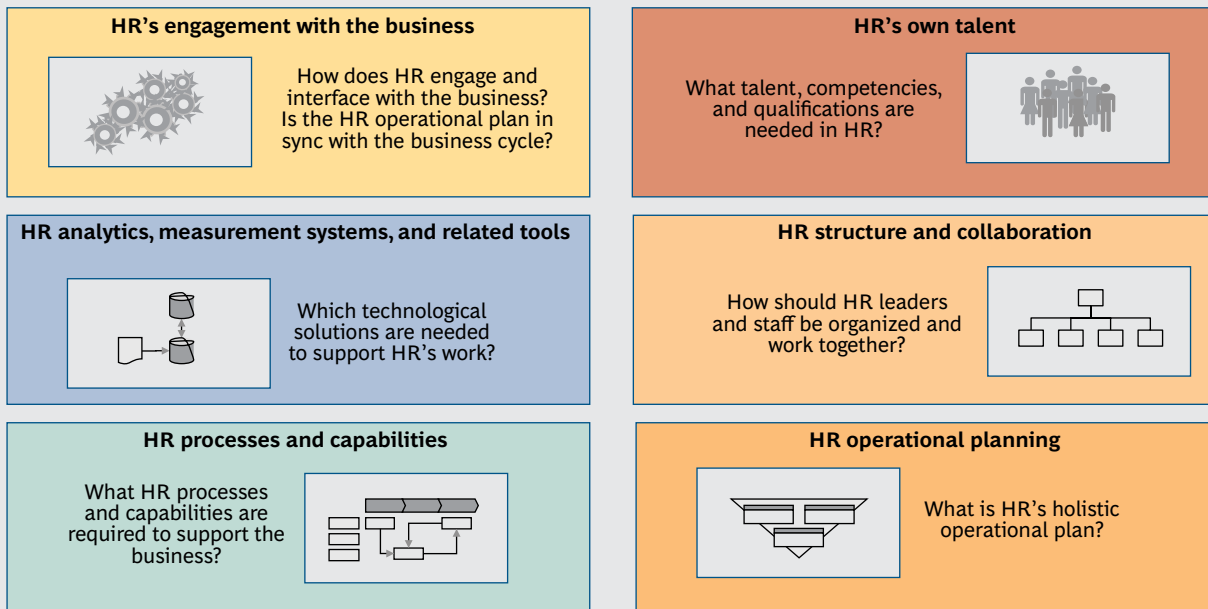 HR’s engagement with the business
How does HR engage and
interface with the business?
Is the HR operational plan in
sync with the business cycle?
HR’s own talent
What talent, competencies,
and qualifications are
needed in HR?
HR analytics, measurement systems, and related tools
Which technological
solutions are needed
to support HR’s work?
HR structure and collaboration
How should HR leaders
and staff be organized and
work together?
HR processes and capabilities
What HR processes
and capabilities are
required to support the
business?
HR operational planning
What is HR’s holistic
operational plan?